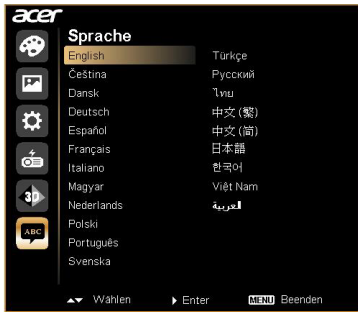 acer
Sprache
English
Čeština
Dansk
Deutsch
Español
Français
Italiano
Magyar
Nederlands
Polski
Português
Svenska
Türkçe
Русский
ไทย
中文 (繁)
中文 (简)
日本語
한국어
Việt Nam
العربية
3D
ABC
Wählen
Enter
MENU Beenden